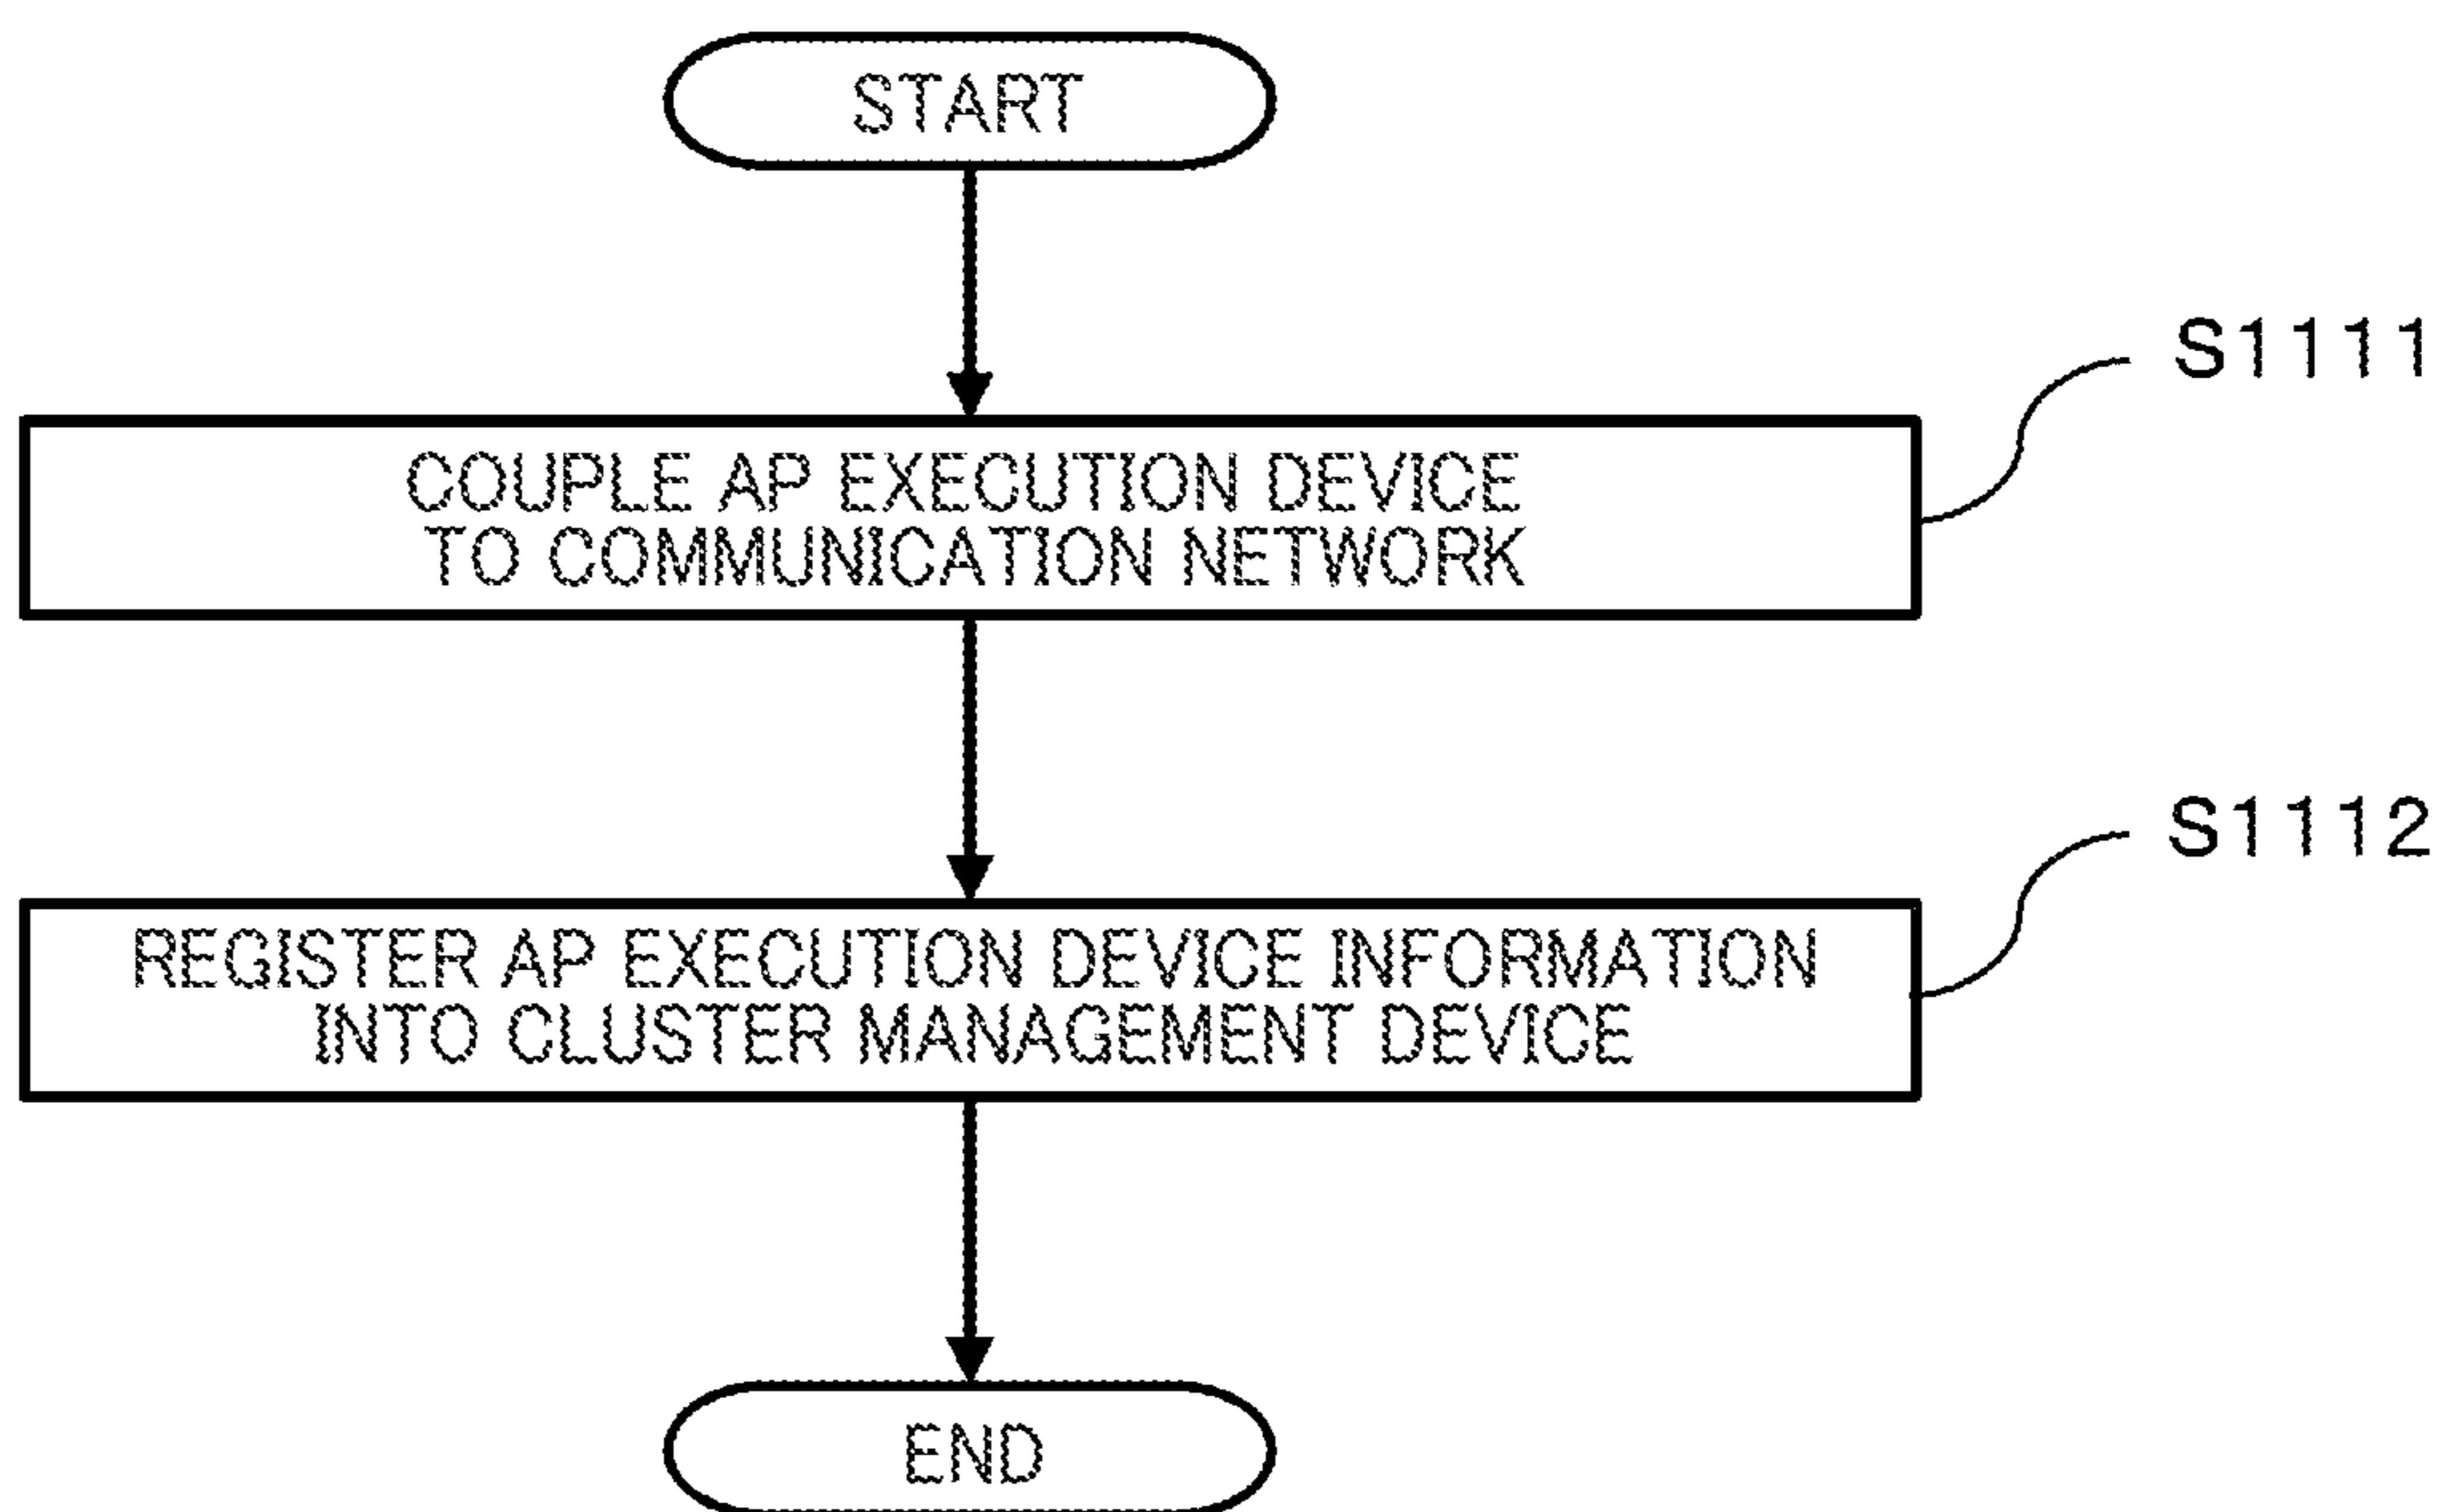 START
S1111
COUPLE AP EXECUTION DEVICE
TO COMMUNICATION NETWORK
S1112
REGISTER AP EXECUTION DEVICE INFORMATION
INTO CLUSTER MANAGEMENT DEVICE
END